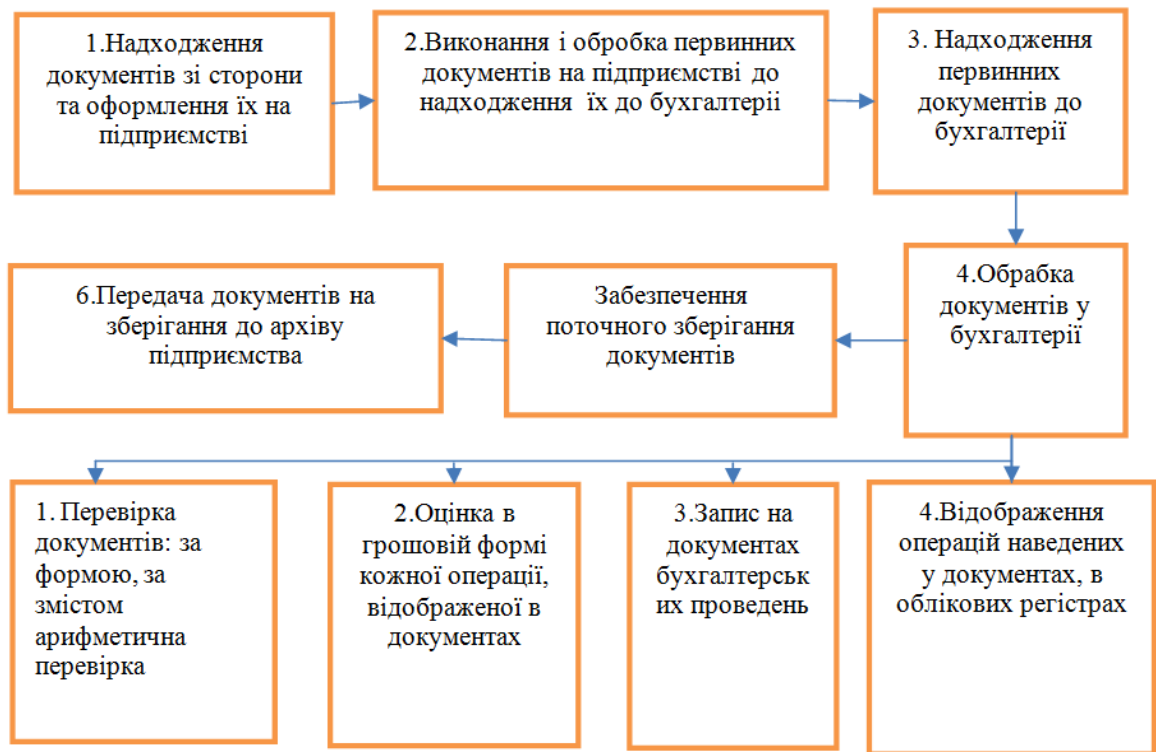 1.Надходження
документів зі сторони
та оформлення їх на
підприємстві
2.Виконання і обробка первинних
документів на підприємстві до
надходження їх до бухгалтеріі
3. Надходження
первинних
документів до
бухгалтерії
4.Обрабка
документів у
бухгалтерії
Забезпечення
поточного зберігання
документів
6.Передача документів на
зберігання до архіву
підприємства
1. Перевірка
документів: за
формою, за
змістом
арифметична
перевірка
2.Оцінка в
грошовій формі
кожної операції,
відображеної в
документах
3.Запис на
документах
бухгалтерськ
их проведень
4.Відображення
операцій наведених
у документах, в
облікових регістрах